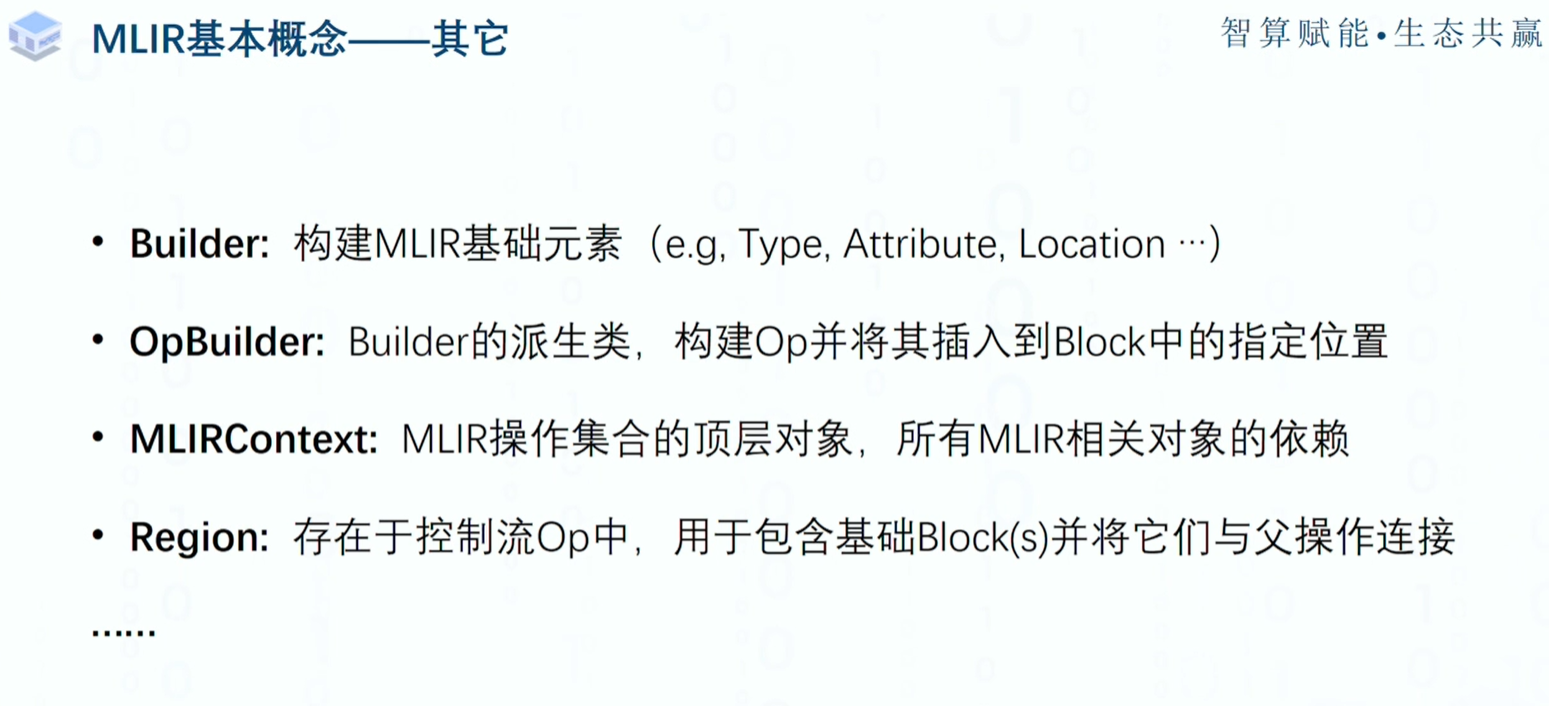 MLIR基本概念——其它
智算赋能•生态共赢
• Builder: 构建MLIR基础元素（e.g, Type, Attribute, Location …）
• OpBuilder: Builder的派生类，构建Op并将其插入到Block中的指定位置
• MLIRContext: MLIR操作集合的顶层对象，所有MLIR相关对象的依赖
• Region: 存在于控制流Op中，用于包含基础Block(s)并将它们与父操作连接
……